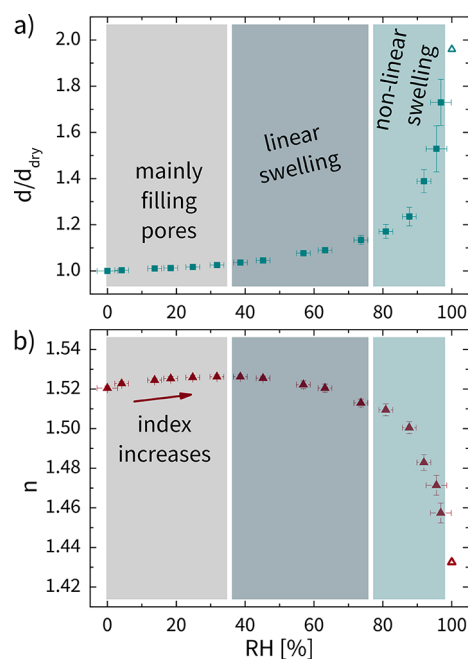 a)
2.0
1.8
1.6
1.4
1.2
1.0
d/d_dry
mainly
filling
pores
linear
swelling
non-linear
swelling
0 20 40 60 80 100
b)
1.54
1.52
1.50
1.48
1.46
1.44
1.42
n
index
increases
0 20 40 60 80 100
RH [%]